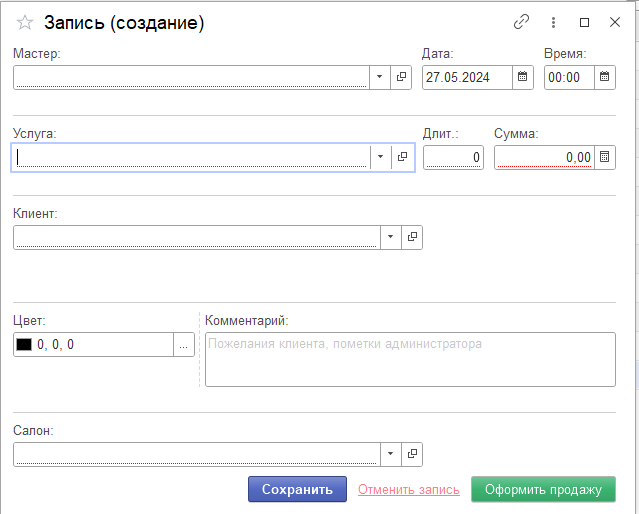 Запись (создание)
Мастер: Дата: Время:
27.05.2024 00:00
Услуга: Длит.: Сумма:
0 0,00
Клиент:
Цвет: Комментарий:
0, 0, 0 ... Пожелания клиента, пометки администратора
Салон:
Сохранить Отменить запись Оформить продажу